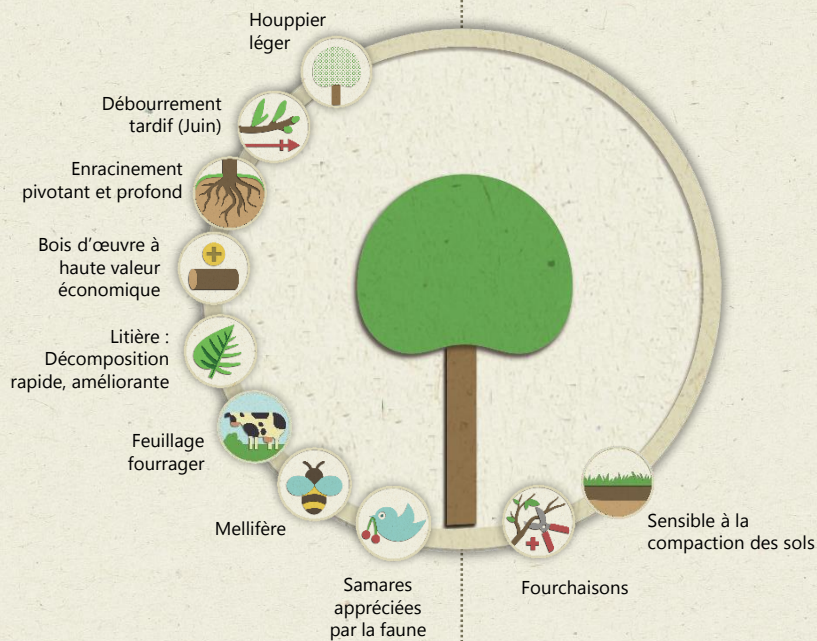 Houppier
léger
Débourrement
tardif (Juin)
Enracinement
pivotant et profond
Bois d'œuvre à
haute valeur
économique
Litière :
Décomposition
rapide, améliorante
Feuillage
fourrager
Mellifère
Samares
appréciées
par la faune
Fourchaisons
Sensible à la
compaction des sols